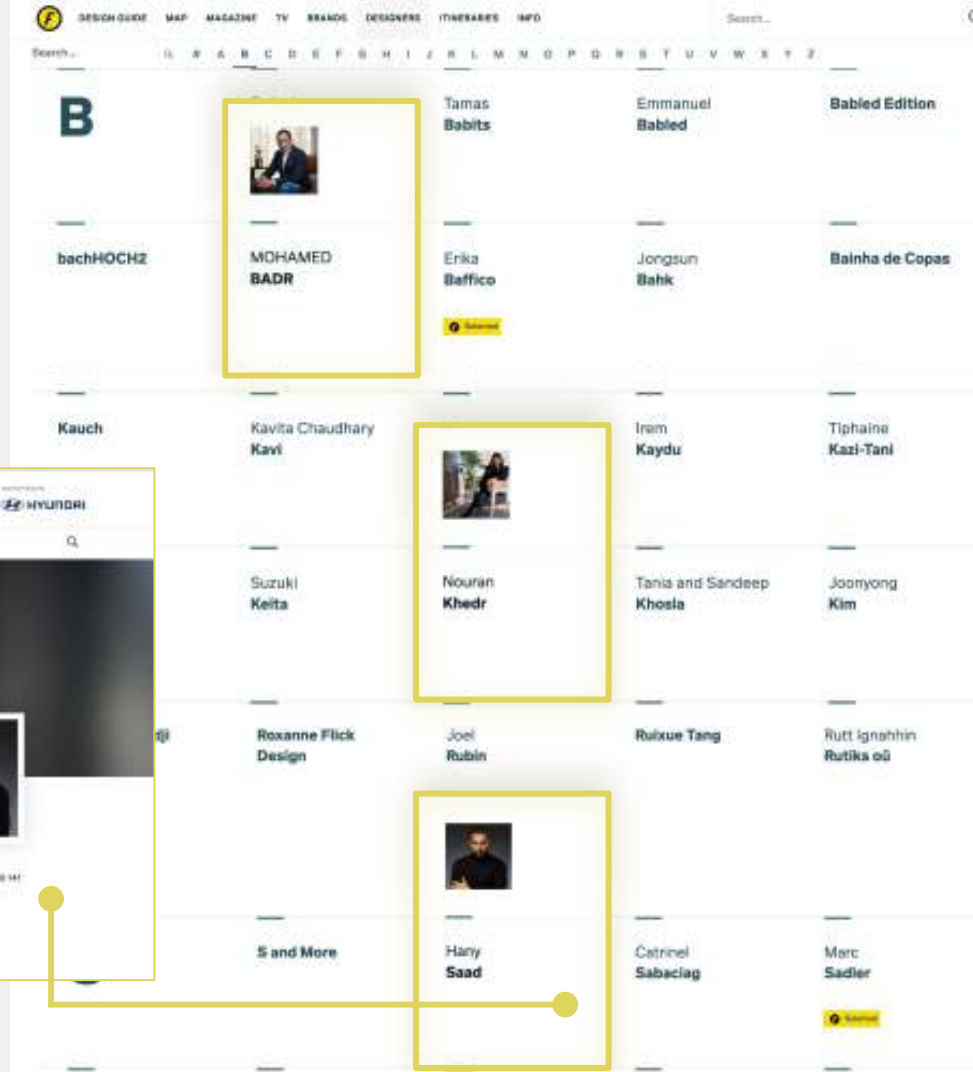 DESIGN GUIDE MAP MAGAZINE TV BRANDS DESIGNERS ITINERARIES INFO Search...
Search... # A B C D E F G H I J K L M N O P Q R S T U V W X Y Z
B
Tamas
Babits
Emmanuel
Babled
Babled Edition
bachHOCH2
MOHAMED
BADR
Erika
Baffico
Jongsun
Bahk
Bainha de Copas
Kauch
Kavita Chaudhary
Kavi
Irem
Kaydu
Tiphaine
Kazi-Tani
HYUNDAI
Suzuki
Keita
Nouran
Khedr
Tania and Sandeep
Khosla
Joonyong
Kim
dji
Roxanne Flick
Design
Joel
Rubin
Ruixue Tang
Rutt Ignahhin
Rutiks oü
S and More
Hany
Saad
Catrinel
Sabaciag
Marc
Sadler